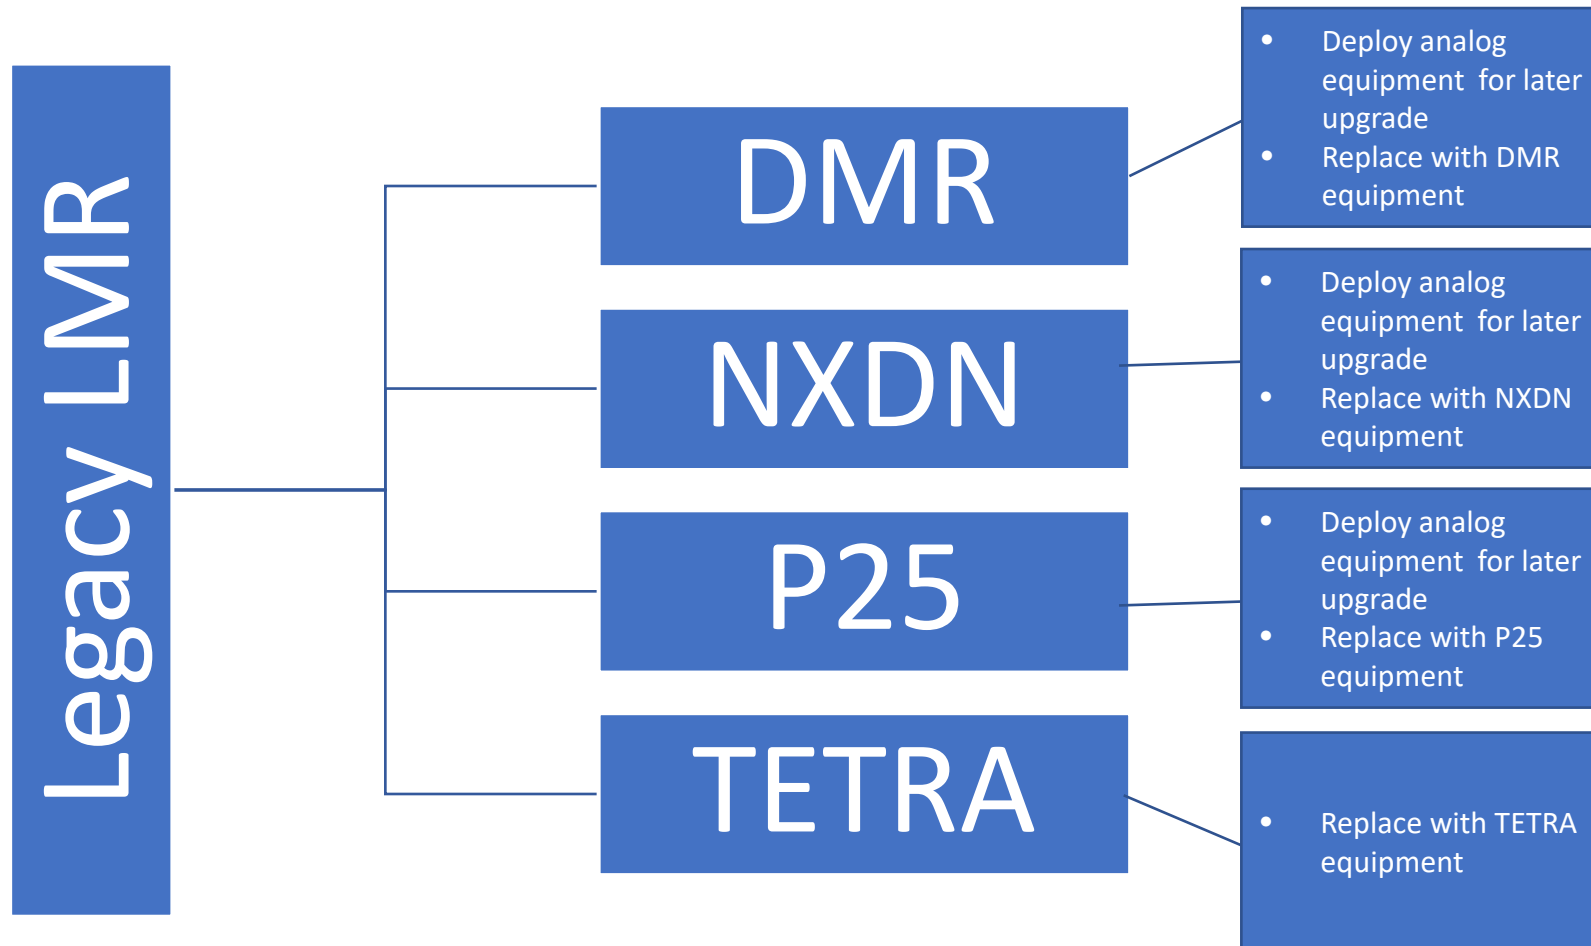 Legacy LMR
DMR
• Deploy analog
equipment for later
upgrade
• Replace with DMR
equipment
NXDN
• Deploy analog
equipment for later
upgrade
• Replace with NXDN
equipment
P25
• Deploy analog
equipment for later
upgrade
• Replace with P25
equipment
TETRA
• Replace with TETRA
equipment